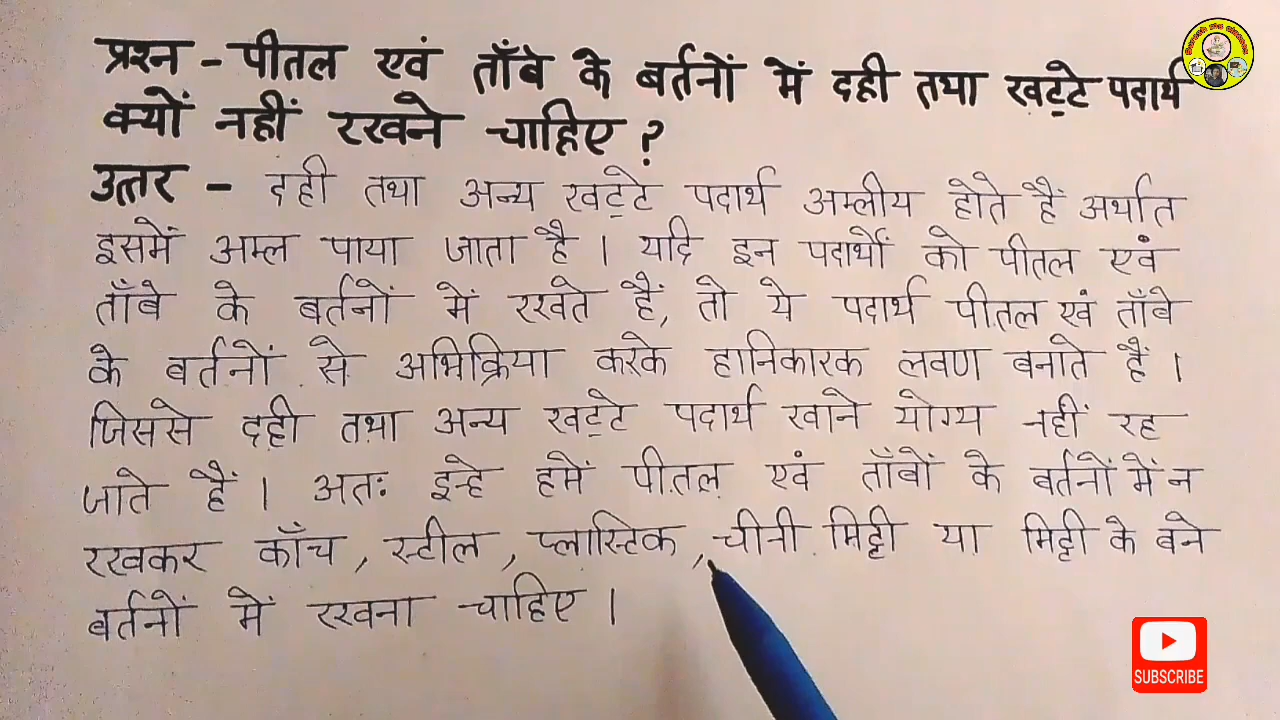 प्रश्न - पीतल एवं ताँबे के बर्तनों में दही तथा खट्टे पदार्थ
क्यों नहीं रखने चाहिए ?
उत्तर - दही तथा अन्य खट्टे पदार्थ अम्लीय होते हैं अर्थात
इसमें अम्ल पाया जाता है । यदि इन पदार्थों को पीतल एवं
ताँबे के बर्तनों में रखते हैं, तो ये पदार्थ पीतल एवं ताँबे
के बर्तनों से अभिक्रिया करके हानिकारक लवण बनाते हैं ।
जिससे दही तथा अन्य खट्टे पदार्थ खाने योग्य नहीं रह
जाते हैं । अतः इन्हे हमें पीतल एवं ताँबों के बर्तनों में न
रखकर काँच , स्टील , प्लास्टिक , चीनी मिट्टी या मिट्टी के बने
बर्तनों में रखना चाहिए ।
SUBSCRIBE